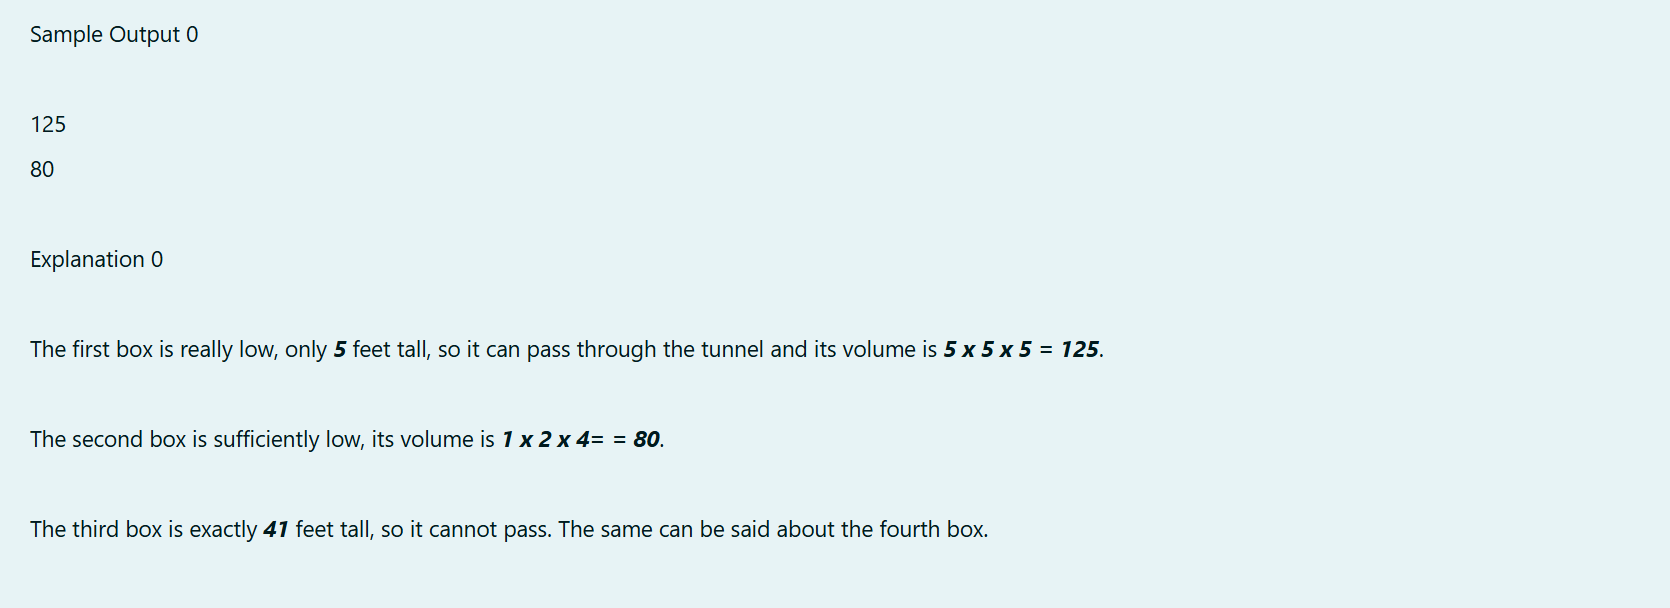 Sample Output 0
125
80
Explanation 0
The first box is really low, only 5 feet tall, so it can pass through the tunnel and its volume is 5 x 5 x 5 = 125.
The second box is sufficiently low, its volume is 1 x 2 x 4= = 80.
The third box is exactly 41 feet tall, so it cannot pass. The same can be said about the fourth box.